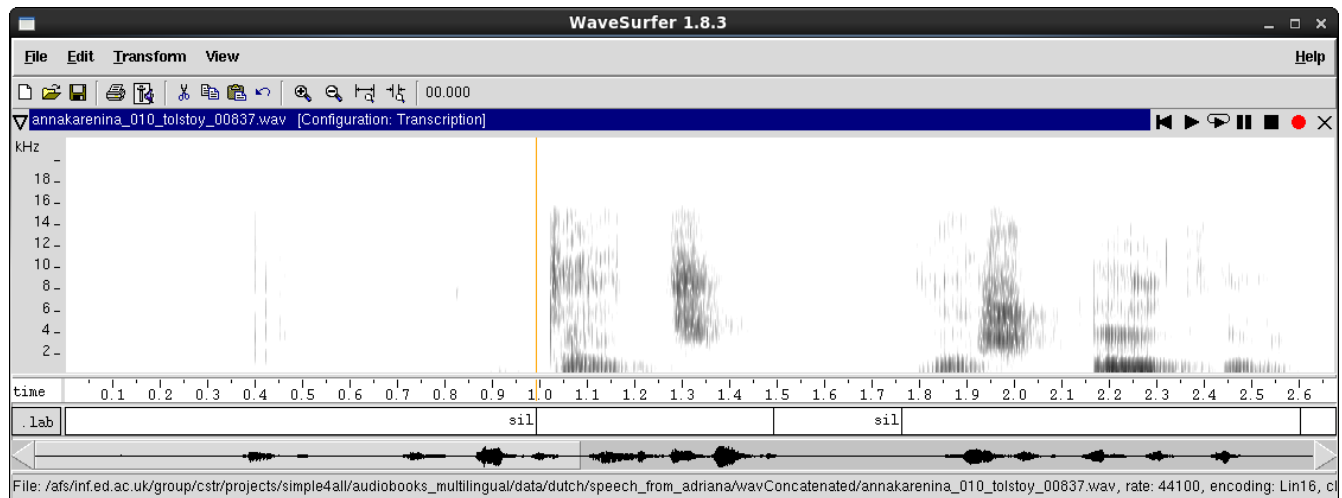 WaveSurfer 1.8.3
File Edit Transform View Help
00.000
annakarenina_010_tolstoy_00837.wav [Configuration: Transcription]
kHz
18
16
14
12
10
8
6
4
2
time 0.1 0.2 0.3 0.4 0.5 0.6 0.7 0.8 0.9 1.0 1.1 1.2 1.3 1.4 1.5 1.6 1.7 1.8 1.9 2.0 2.1 2.2 2.3 2.4 2.5 2.6
.lab sil sil
File: /afs/inf.ed.ac.uk/group/cstr/projects/simple4all/audiobooks_multilingual/data/dutch/speech_from_adriana/wavConcatenated/annakarenina_010_tolstoy_00837.wav, rate: 44100, encoding: Lin16,